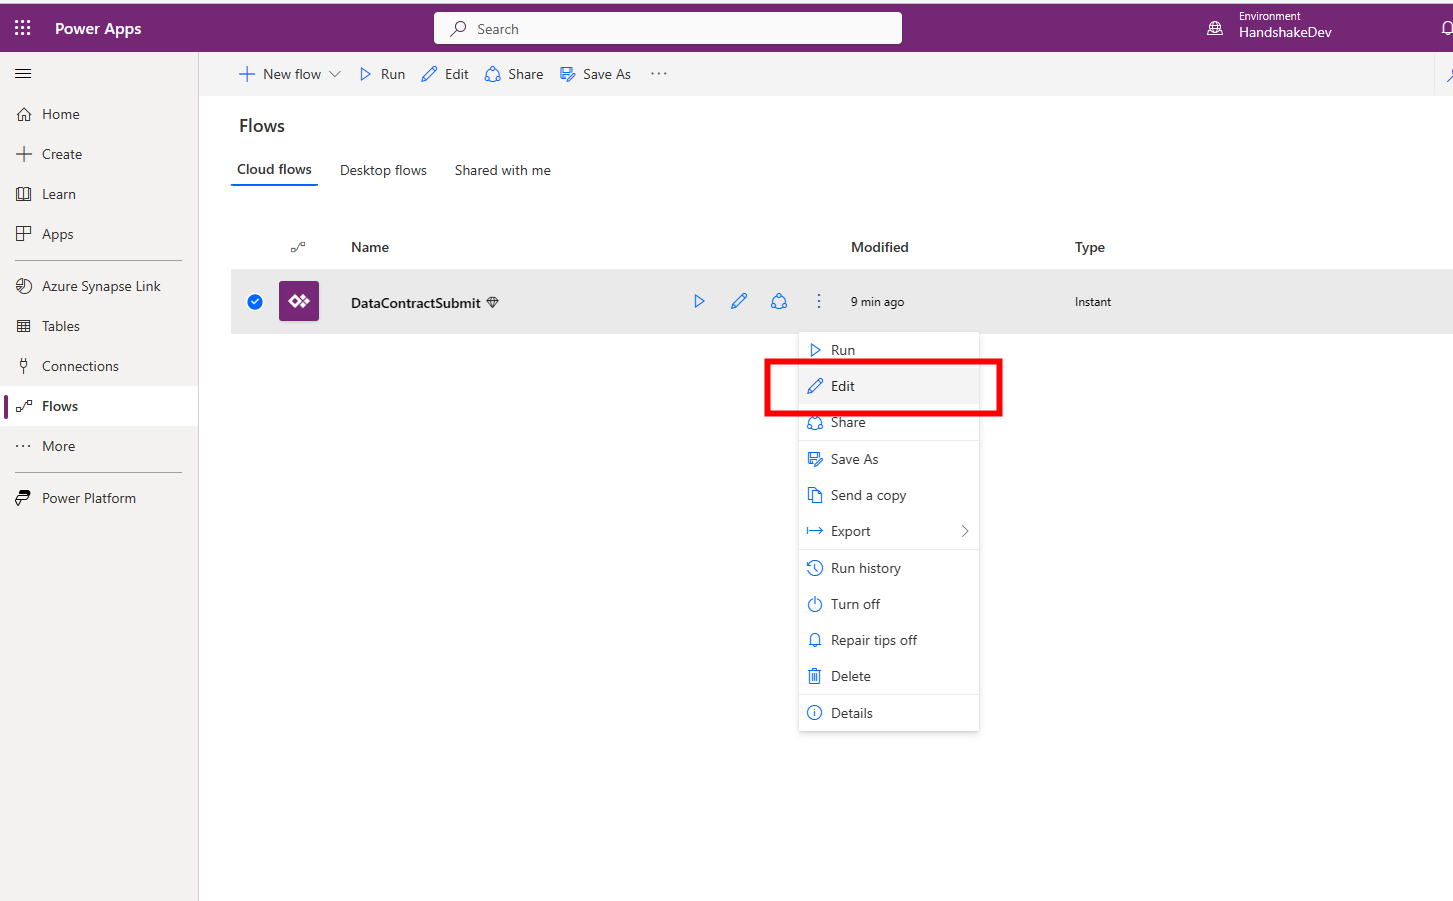 Power Apps
Search
Environment
HandshakeDev
New flow
Run
Edit
Share
Save As
Home
Create
Learn
Apps
Azure Synapse Link
Tables
Connections
Flows
More
Power Platform
Flows
Cloud flows
Desktop flows
Shared with me
Name
Modified
Type
DataContractSubmit
9 min ago
Instant
Run
Edit
Share
Save As
Send a copy
Export
Run history
Turn off
Repair tips off
Delete
Details